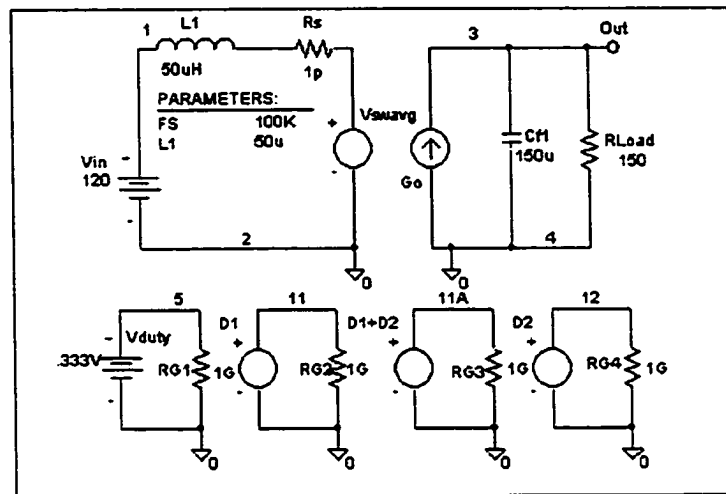 1 L1 Rs 3 Out
50uH 1p
PARAMETERS:
FS 100K
L1 50u
+ Vswavg -
Vin
120
Go
Cf1
150u
RLoad
150
2 4
0 0
5 11 11A 12
Vduty D1 D1+D2 D2
.333V RG1 1G RG2 1G RG3 1G RG4 1G
0 0 0 0